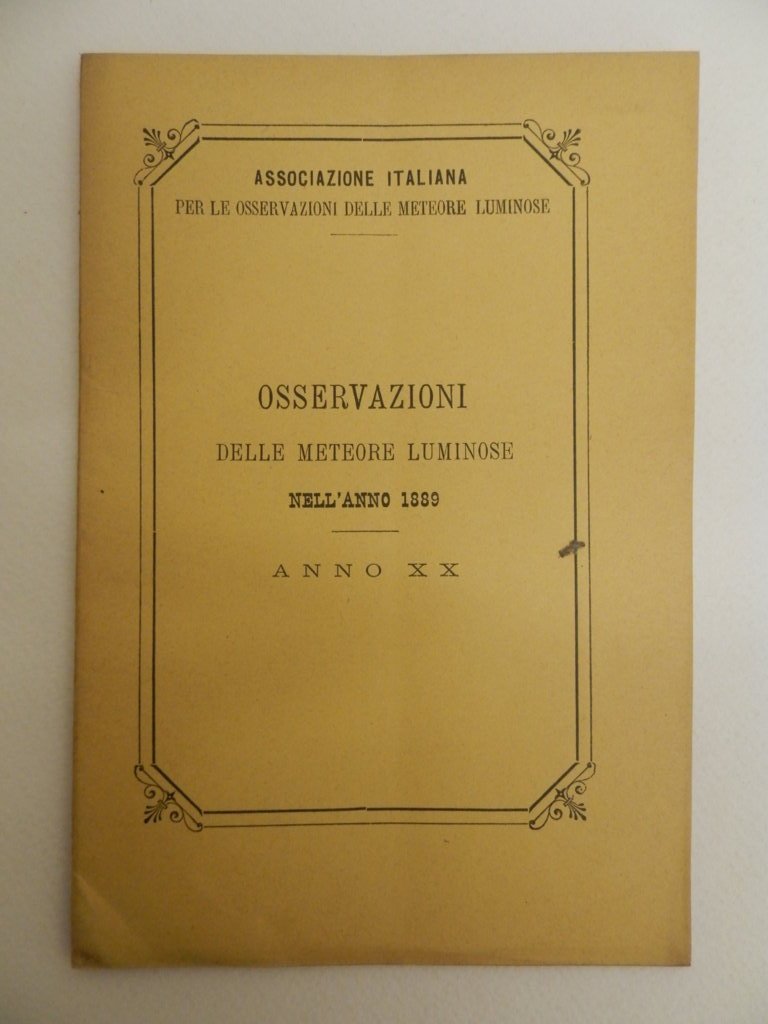 ASSOCIAZIONE ITALIANA
PER LE OSSERVAZIONI DELLE METEORE LUMINOSE
OSSERVAZIONI
DELLE METEORE LUMINOSE
NELL'ANNO 1889
ANNO XX